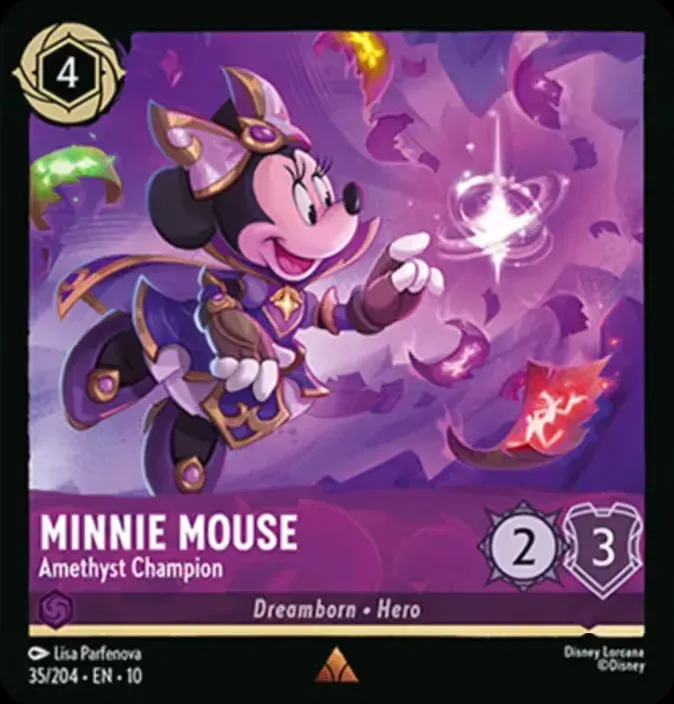 4
MINNIE MOUSE
Amethyst Champion
2
3
Dreamborn • Hero
Lisa Parfenova
35/204 • EN • 10
Disney Lorcana
©Disney